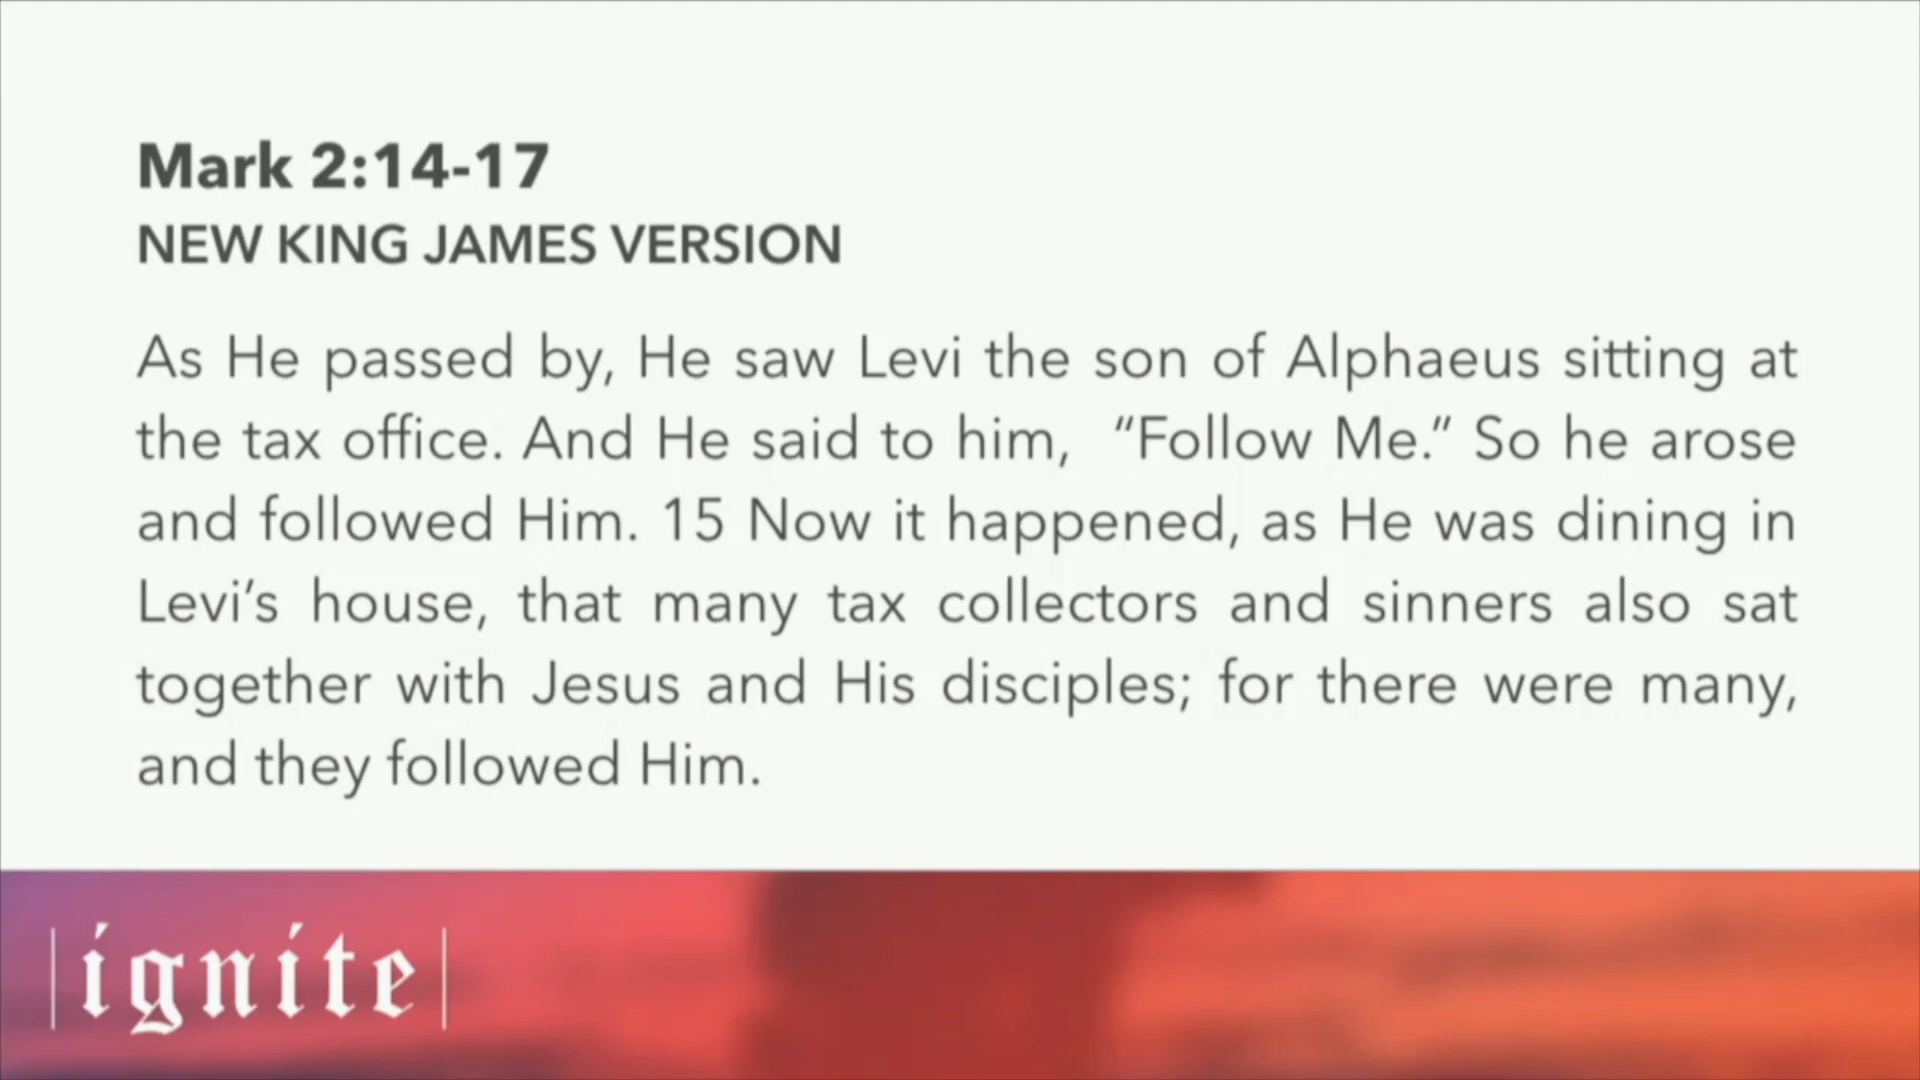 Mark 2:14-17
NEW KING JAMES VERSION
As He passed by, He saw Levi the son of Alphaeus sitting at
the tax office. And He said to him,  “Follow Me.” So he arose
and followed Him. 15 Now it happened, as He was dining in
Levi’s house, that many tax collectors and sinners also sat
together with Jesus and His disciples; for there were many,
and they followed Him.
ignite